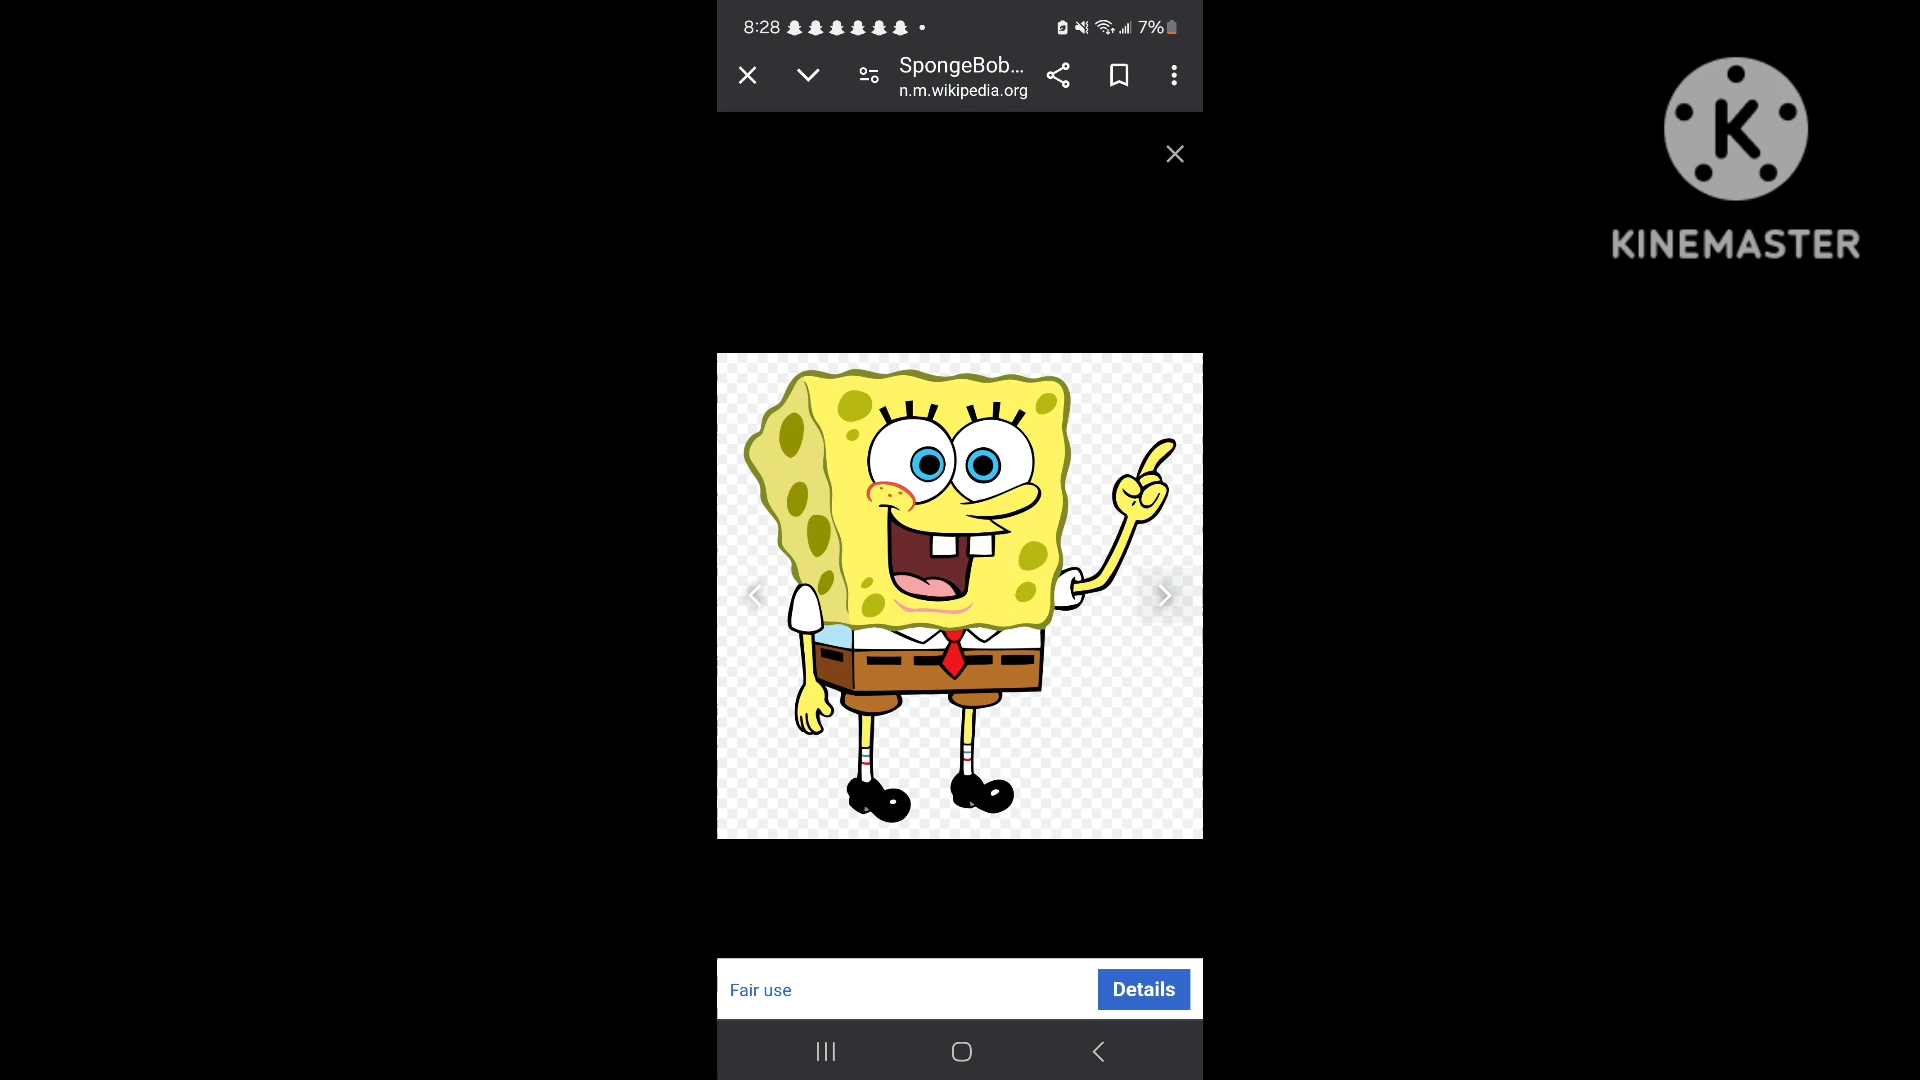 8:28
7%
SpongeBob...
n.m.wikipedia.org
K
KINEMASTER
Fair use
Details